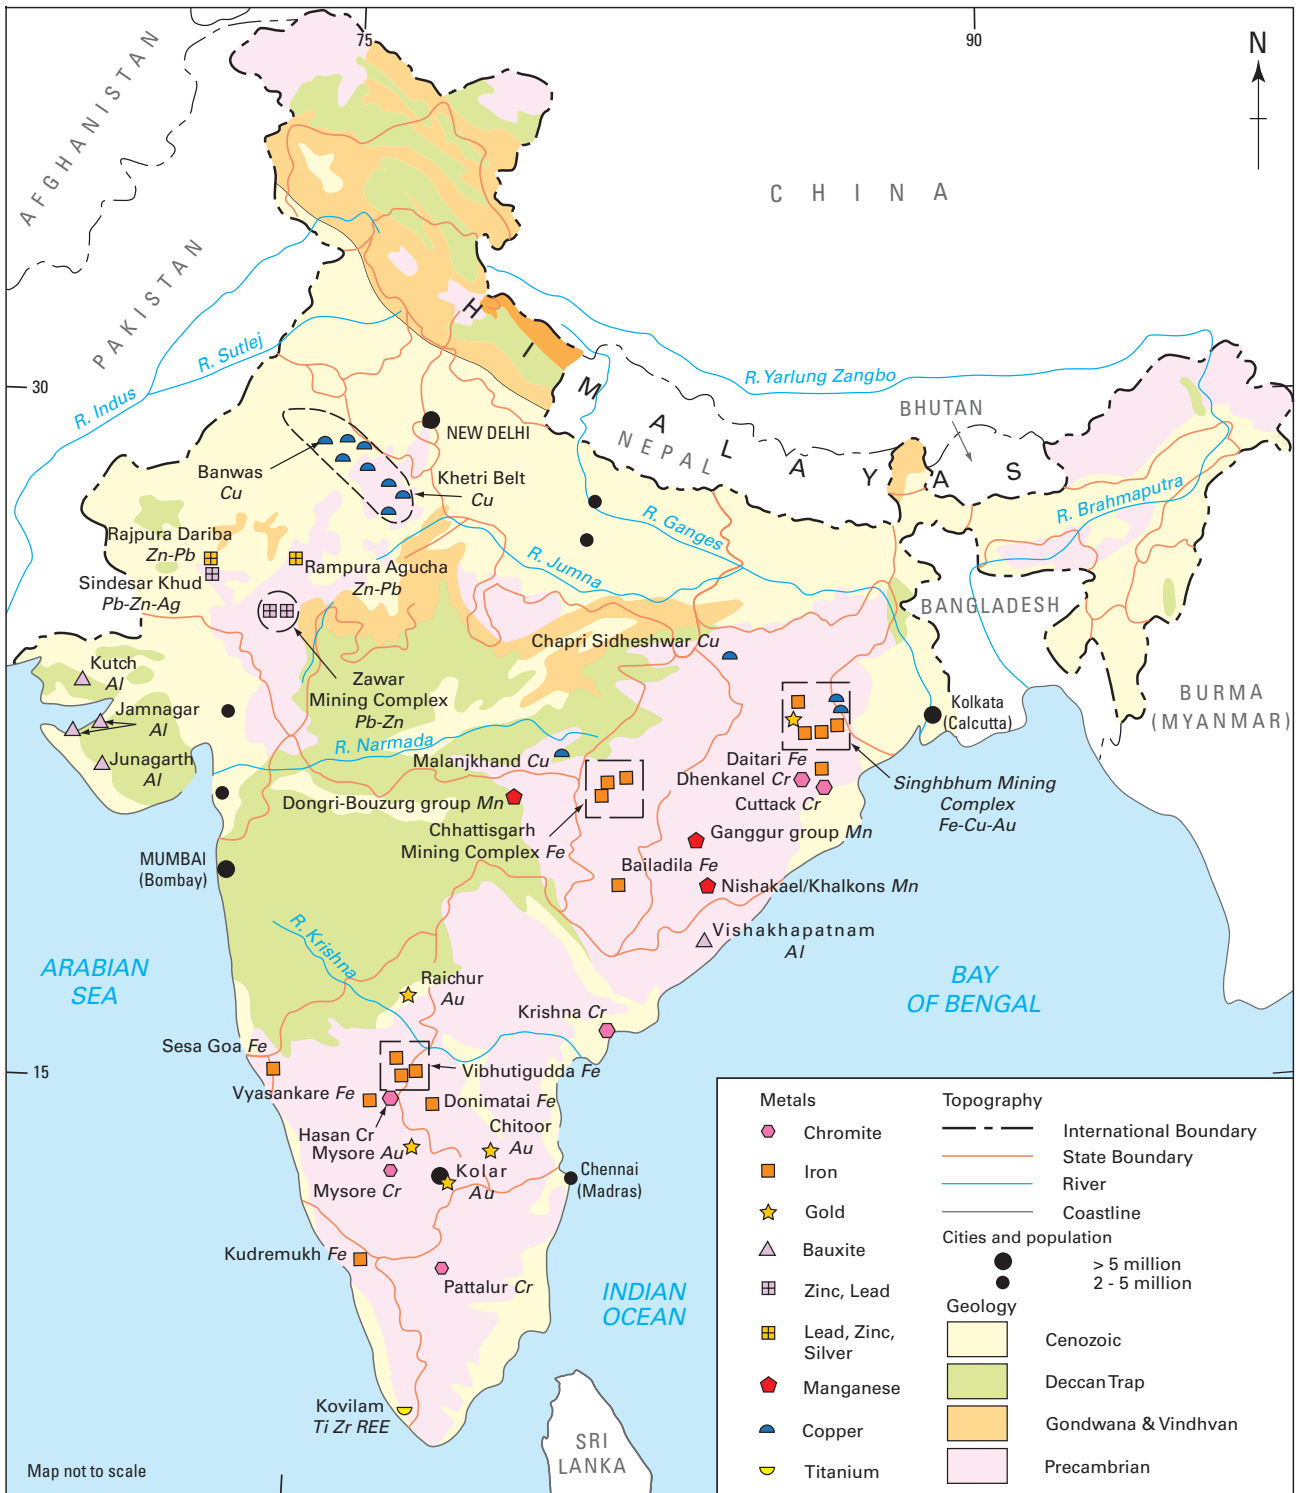 75
90
N
AFGHANISTAN
PAKISTAN
CHINA
HIMALAYAS
R. Sutlej
R. Indus
30
R. Yarlung Zangbo
BHUTAN
NEPAL
NEW DELHI
Banwas
Cu
Khetri Belt
Cu
R. Ganges
R. Brahmaputra
Rajpura Dariba
Zn-Pb
Sindesar Khud
Pb-Zn-Ag
Rampura Agucha
Zn-Pb
R. Jumna
BANGLADESH
Chapri Sidheshwar Cu
Kutch
Al
Zawar
Mining Complex
Pb-Zn
Jamnagar
Al
Junagarth
Al
R. Narmada
Malanjkhand Cu
Kolkata
(Calcutta)
BURMA
(MYANMAR)
Daitari Fe
Dhenkanel Cr
Cuttack Cr
Singhbhum Mining
Complex
Fe-Cu-Au
Dongri-Bouzurg group Mn
Chhattisgarh
Mining Complex Fe
Ganggur group Mn
MUMBAI
(Bombay)
Bailadila Fe
Nishakael/Khalkons Mn
R. Krishna
Vishakhapatnam
Al
ARABIAN
SEA
BAY
OF BENGAL
Raichur
Au
Krishna Cr
Sesa Goa Fe
15
Vibhutigudda Fe
Vyasankare Fe
Donimatai Fe
Hasan Cr
Mysore Au
Chitoor
Au
Mysore Cr
Kolar
Au
Chennai
(Madras)
Kudremukh Fe
Pattalur Cr
INDIAN
OCEAN
Kovilam
Ti Zr REE
SRI
LANKA
Map not to scale
Metals
Chromite
Iron
Gold
Bauxite
Zinc, Lead
Lead, Zinc,
Silver
Manganese
Copper
Titanium
Topography
International Boundary
State Boundary
River
Coastline
Cities and population
> 5 million
2 - 5 million
Geology
Cenozoic
Deccan Trap
Gondwana & Vindhvan
Precambrian